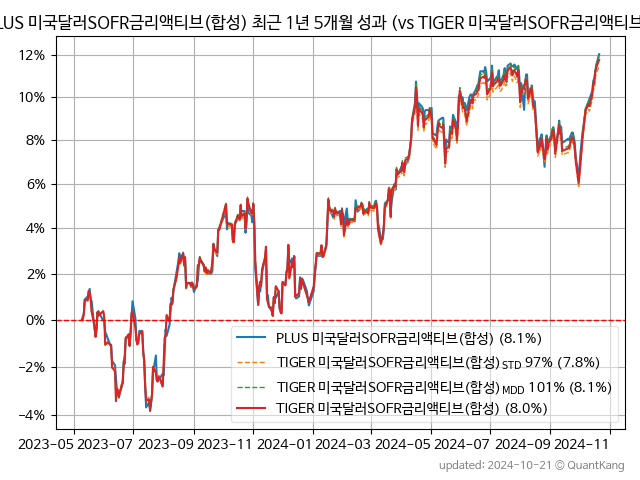 PLUS 미국달러SOFR금리액티브(합성) 최근 1년 5개월 성과 (vs TIGER 미국달러SOFR금리액티브
12%
10%
8%
6%
4%
2%
0%
−2%
−4%
PLUS 미국달러SOFR금리액티브(합성) (8.1%)
TIGER 미국달러SOFR금리액티브(합성) STD 97% (7.8%)
TIGER 미국달러SOFR금리액티브(합성) MDD 101% (8.1%)
TIGER 미국달러SOFR금리액티브(합성) (8.0%)
2023-05 2023-07 2023-09 2023-11 2024-01 2024-03 2024-05 2024-07 2024-09 2024-11
updated: 2024-10-21 © QuantKang